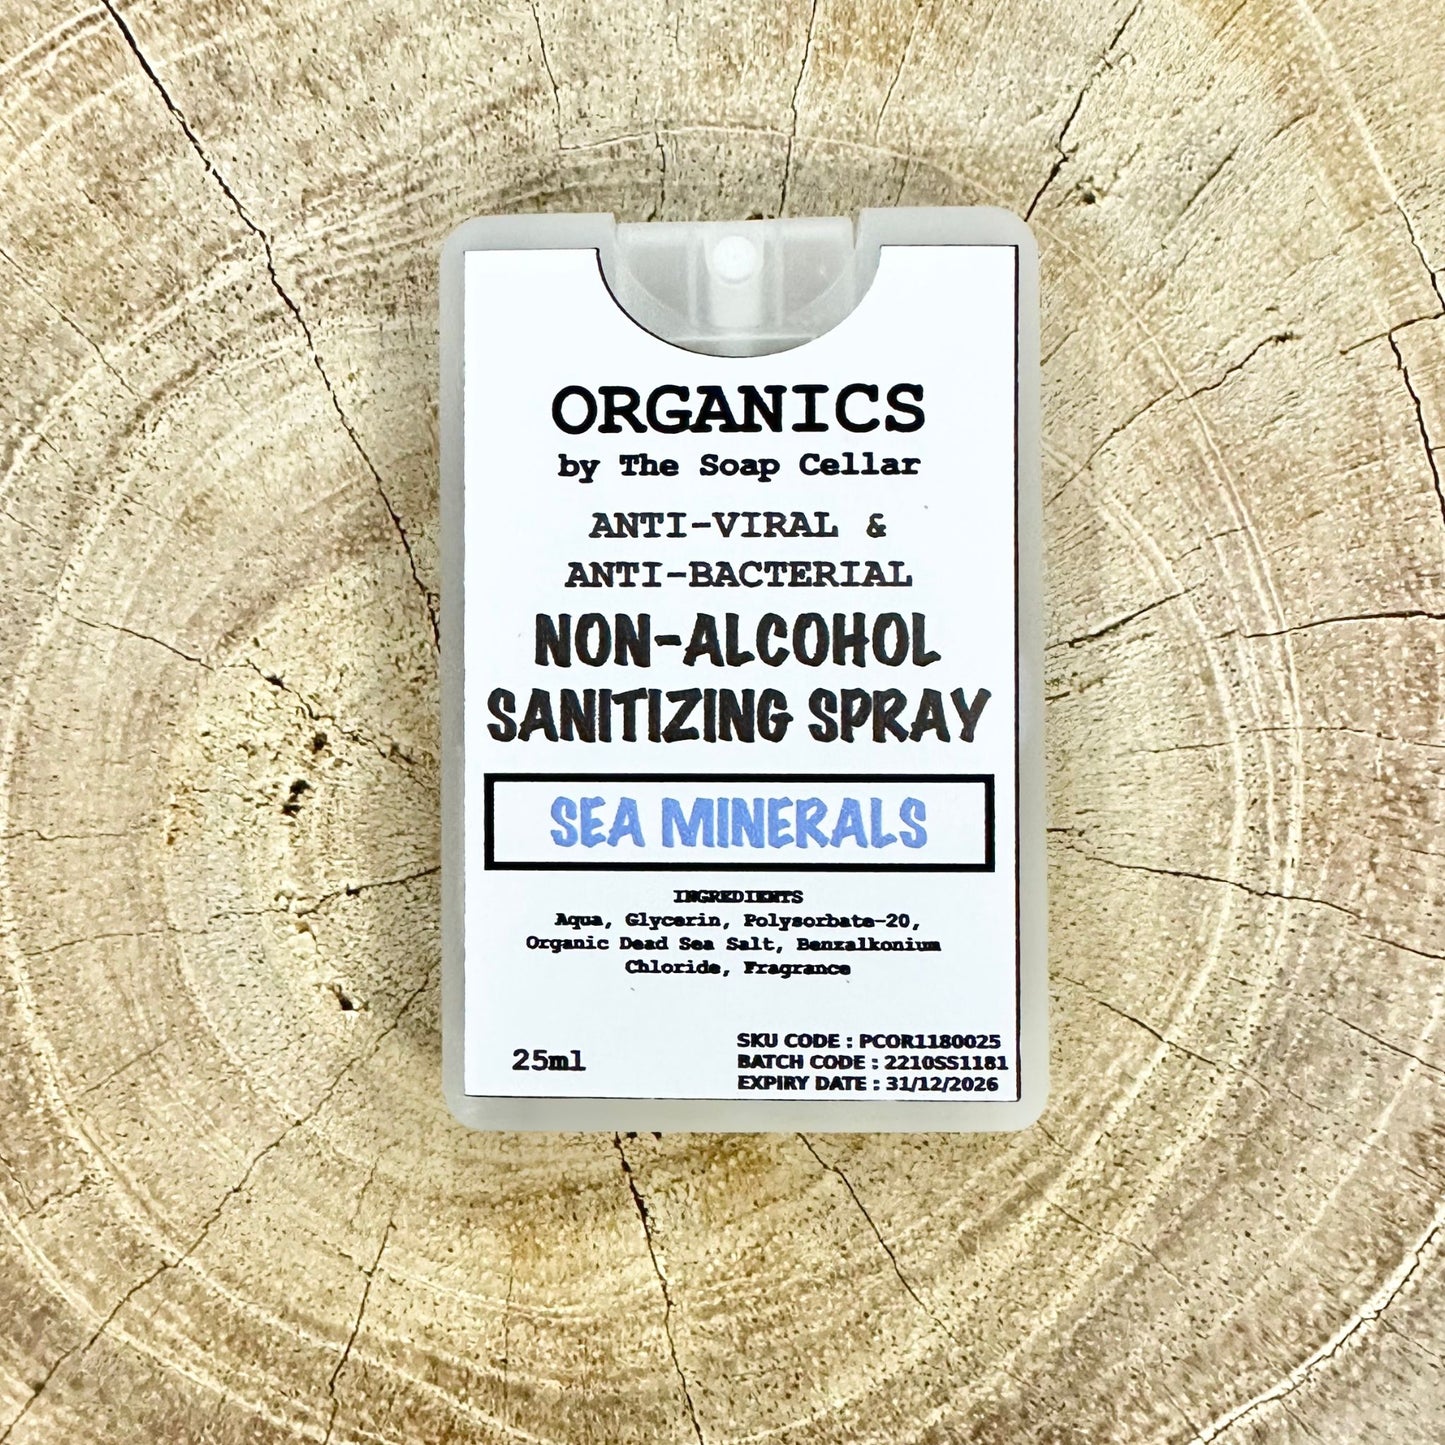 ORGANICS
by The Soap Cellar
ANTI-VIRAL &
ANTI-BACTERIAL
NON-ALCOHOL
SANITIZING SPRAY
SEA MINERALS
INGREDIENTS
Aqua, Glycerin, Polysorbate-20,
Organic Dead Sea Salt, Benzalkonium
Chloride, Fragrance
25ml
SKU CODE : PCOR1180025
BATCH CODE : 2210SS1181
EXPIRY DATE : 31/12/2026